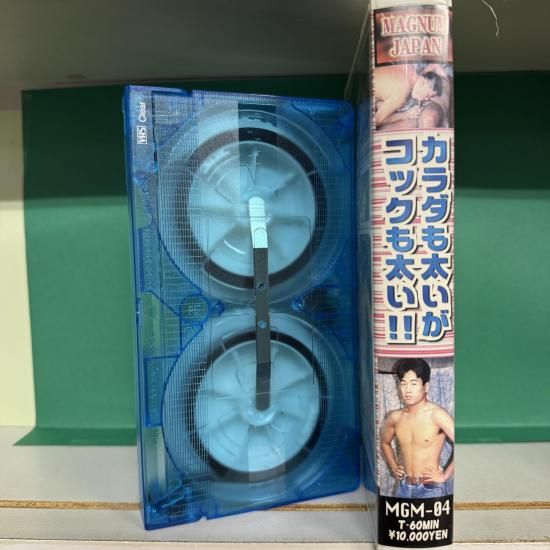 VHS Clear
MAGNUM
JAPAN
カラダも太いが
コックも太い!!
MGM-04
T-60MIN
¥10.000YEN